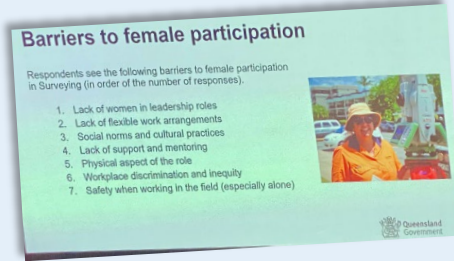 Barriers to female participation
Respondents see the following barriers to female participation
in Surveying (in order of the number of responses).
1. Lack of women in leadership roles
2. Lack of flexible work arrangements
3. Social norms and cultural practices
4. Lack of support and mentoring
5. Physical aspect of the role
6. Workplace discrimination and inequity
7. Safety when working in the field (especially alone)
Queensland
Government